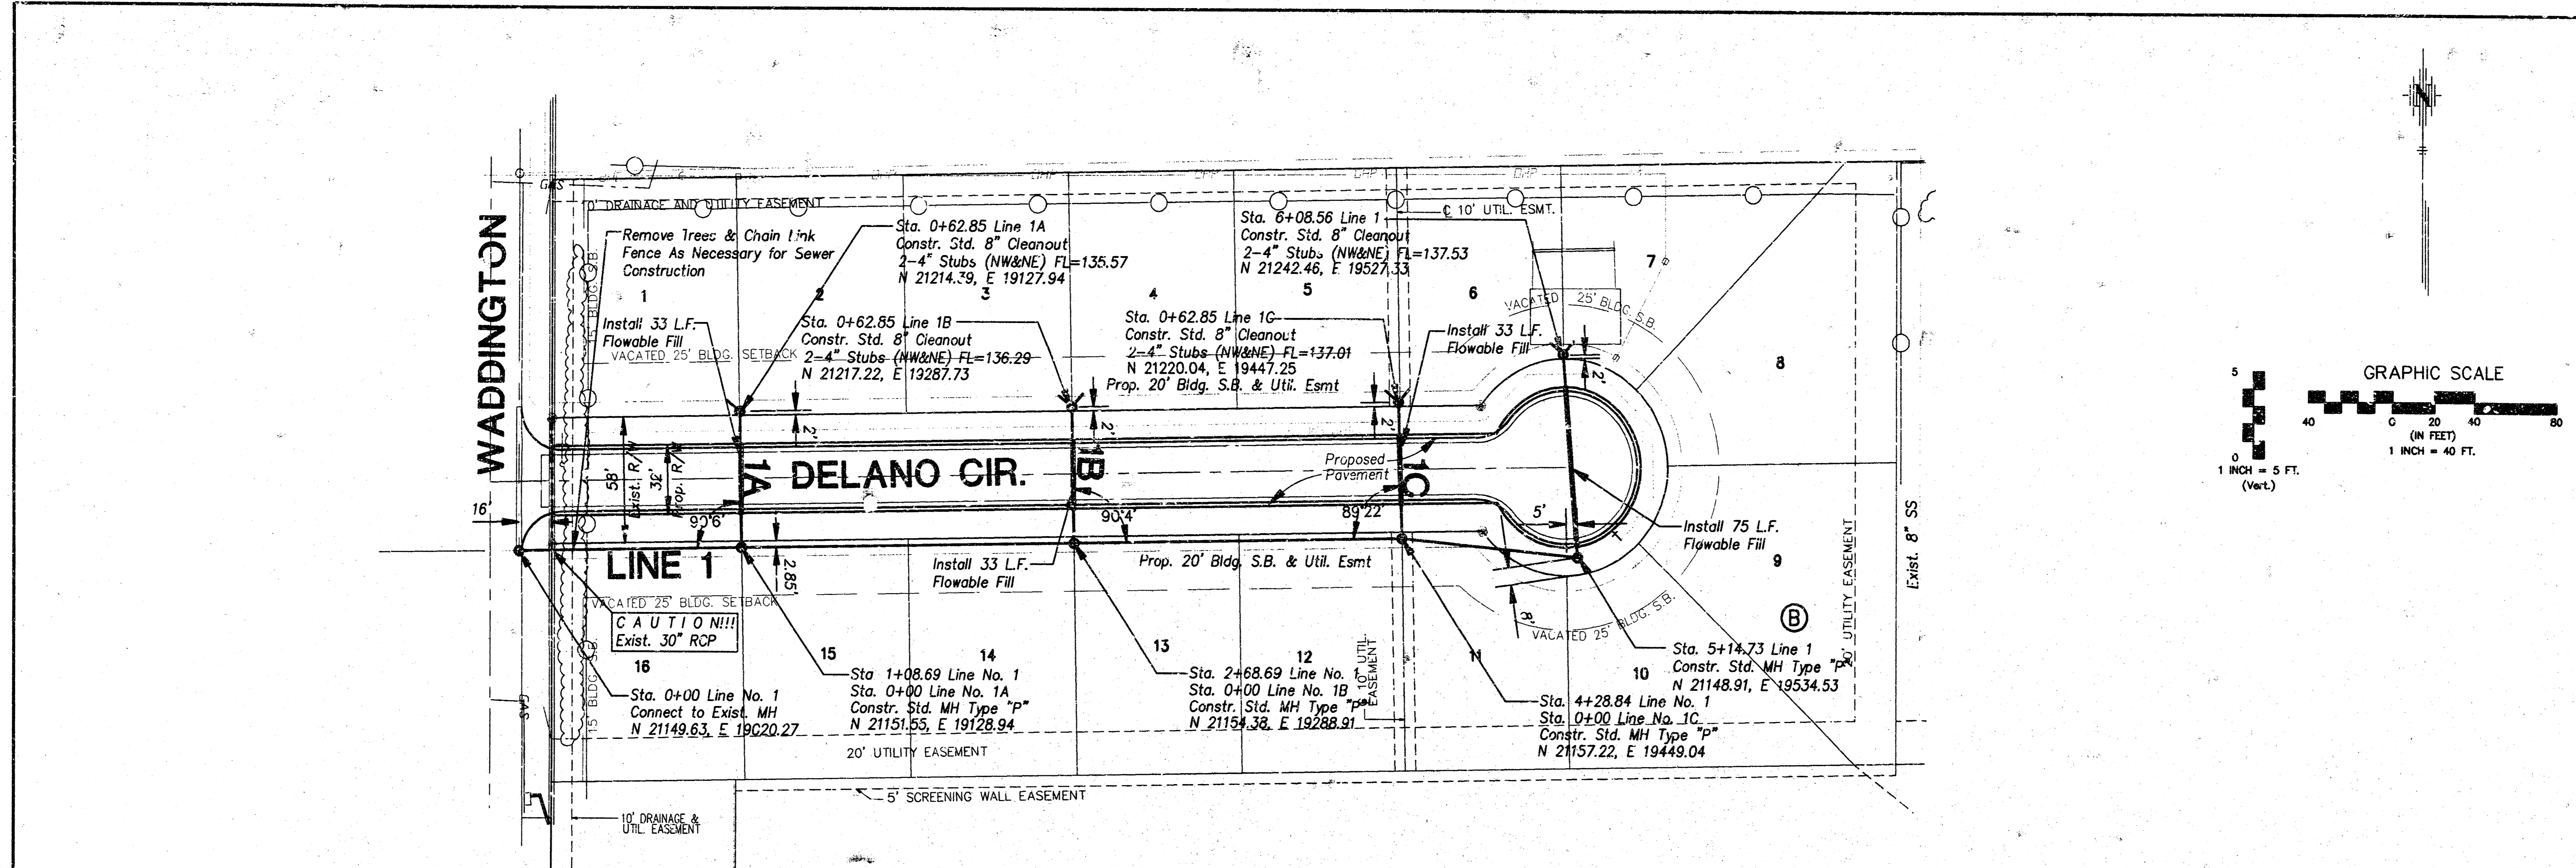 N
WADDINGTON
GAS
0' DRAINAGE AND UTILITY EASEMENT
Remove Trees & Chain Link
Fence As Necessary for Sewer
Construction
15' BLDG. S.B.
Sta. 0+62.85 Line 1A
Constr. Std. 8" Cleanout
2-4" Stubs (NW&NE) FL=135.57
N 21214.39, E 19127.94
Sta. 6+08.56 Line 1
Constr. Std. 8" Cleanout
2-4" Stubs (NW&NE) FL=137.53
N 21242.46, E 19527.33
₵ 10' UTIL. ESMT.
1
2
3
4
5
6
7
8
Install 33 L.F.
Flowable Fill
VACATED 25' BLDG. SETBACK
Sta. 0+62.85 Line 1B
Constr. Std. 8" Cleanout
2-4" Stubs (NW&NE) FL=136.29
N 21217.22, E 19287.73
Sta. 0+62.85 Line 1C
Constr. Std. 8" Cleanout
2-4" Stubs (NW&NE) FL=137.01
N 21220.04, E 19447.25
Prop. 20' Bldg. S.B. & Util. Esmt
Install 33 L.F.
Flowable Fill
VACATED 25' BLDG. S.B.
2'
2'
2'
2'
58'
Exist. R/W
32'
Prop. R/W
1A
DELANO CIR.
1B
1C
Proposed
Pavement
16'
90°6'
90°4'
89°22'
5'
Install 75 L.F.
Flowable Fill
LINE 1
2.85'
Install 33 L.F.
Flowable Fill
Prop. 20' Bldg. S.B. & Util. Esmt
8'
9
VACATED 25' BLDG. SETBACK
CAUTION!!!
Exist. 30" RCP
VACATED 25' BLDG. S.B.
B
20' UTILITY EASEMENT
Exist. 8" SS
16
15
14
13
12
11
10
15' BLDG S.B.
GAS
Sta. 0+00 Line No. 1
Connect to Exist. MH
N 21149.63, E 19020.27
Sta 1+08.69 Line No. 1
Sta. 0+00 Line No. 1A
Constr. Std. MH Type "P"
N 21151.55, E 19128.94
Sta. 2+68.69 Line No. 1
Sta. 0+00 Line No. 1B
Constr. Std. MH Type "P"
N 21154.38, E 19288.91
10' UTIL.
EASEMENT
Sta. 4+28.84 Line No. 1
Sta. 0+00 Line No. 1C
Constr. Std. MH Type "P"
N 21157.22, E 19449.04
Sta. 5+14.73 Line 1
Constr. Std. MH Type "P"
N 21148.91, E 19534.53
20' UTILITY EASEMENT
5' SCREENING WALL EASEMENT
10' DRAINAGE &
UTIL. EASEMENT
GRAPHIC SCALE
5
0
1 INCH = 5 FT.
(Vert.)
40 0 20 40 80
(IN FEET)
1 INCH = 40 FT.